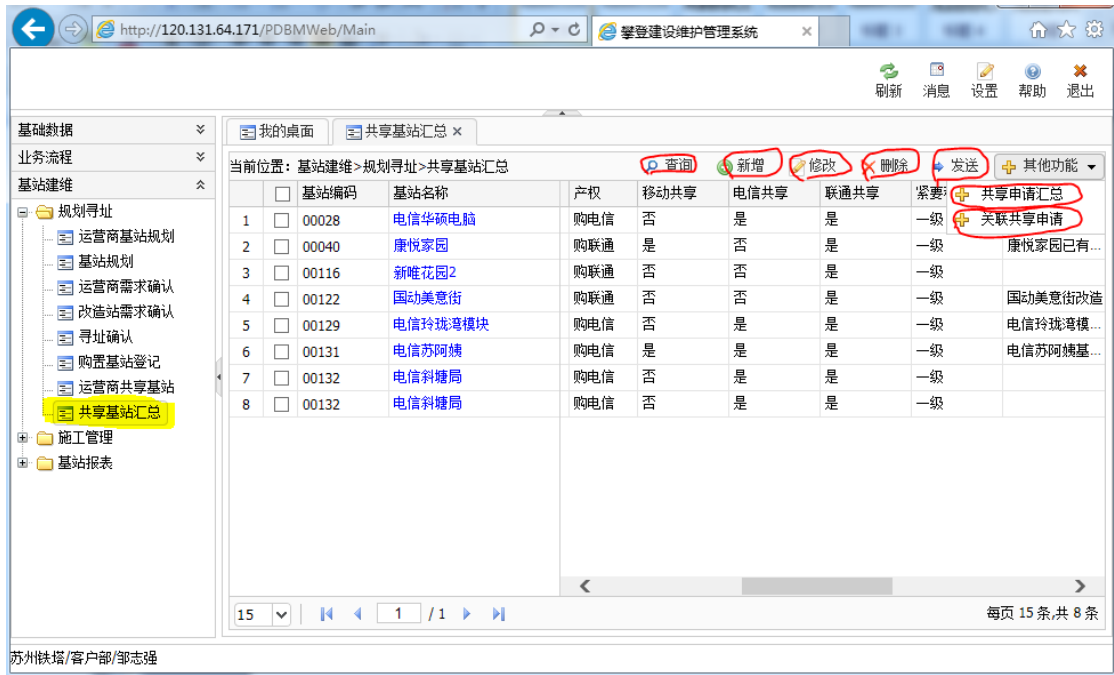 http://120.131.64.171/PDBMWeb/Main
攀登建设维护管理系统
刷新 消息 设置 帮助 退出
基础数据
业务流程
基站建维
规划寻址
运营商基站规划
基站规划
运营商需求确认
改造站需求确认
寻址确认
购置基站登记
运营商共享基站
共享基站汇总
施工管理
基站报表
我的桌面 共享基站汇总
当前位置：基站建维>规划寻址>共享基站汇总 查询 新增 修改 删除 发送 其他功能
共享申请汇总
关联共享申请
基站编码 基站名称 产权 移动共享 电信共享 联通共享 紧要
1 00028 电信华硕电脑 购电信 否 是 是 一级
2 00040 康悦家园 购联通 是 否 是 一级 康悦家园已有...
3 00116 新唯花园2 购联通 否 否 是 一级
4 00122 国动美意街 购联通 否 否 是 一级 国动美意街改造
5 00129 电信玲珑湾模块 购电信 否 是 是 一级 电信玲珑湾模...
6 00131 电信苏阿姨 购电信 是 是 是 一级 电信苏阿姨基...
7 00132 电信斜塘局 购电信 否 是 是 一级
8 00132 电信斜塘局 购电信 否 是 是 一级
15 1 /1 每页 15 条,共 8 条
苏州铁塔/客户部/邹志强